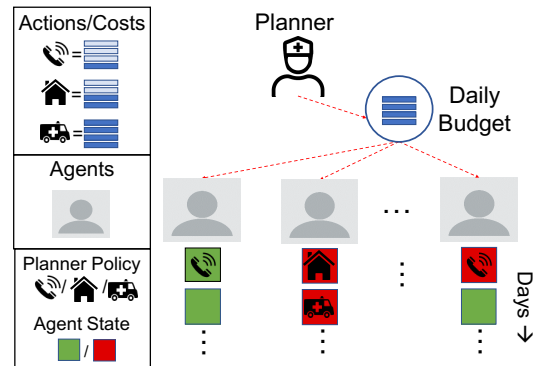 Actions/Costs
=
=
=
Agents
Planner Policy
/ /
Agent State
/
Planner
Daily
Budget
...
Days →